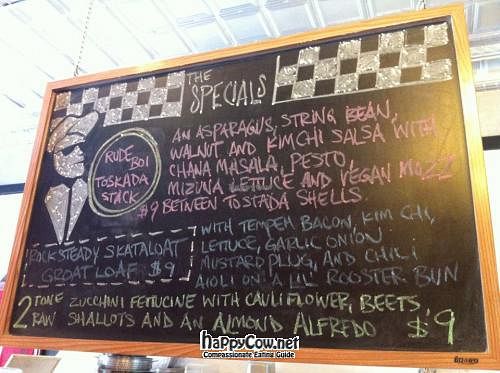 THE
SPECIALS
RUDE
BOI
TOSKADA
STACK
AN ASPARAGUS, STRING BEAN,
WALNUT AND KIMCHI SALSA WITH
CHANA MASALA, PESTO,
MIZUNA LETTUCE AND VEGAN MOZZ
$9 BETWEEN TOSTADA SHELLS.
ROCKSTEADY SKATALOAT
GROAT LOAF $9
WITH TEMPEH BACON, KIM CHI,
LETTUCE, GARLIC ONION
MUSTARD PLUG, AND CHILI
AIOLI ON A LIL ROOSTER BUN
2 TONE ZUCCHINI FETUCINE WITH CAULIFLOWER, BEETS,
RAW SHALLOTS AND AN ALMOND ALFREDO $9
HappyCow.net
Compassionate Eating Guide